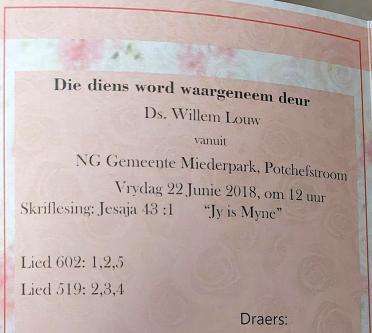 Die diens word waargeneem deur
Ds. Willem Louw
vanuit
NG Gemeente Miederpark, Potchefstroom
Vrydag 22 Junie 2018, om 12 uur
Skriflesing: Jesaja 43 :1 "Jy is Myne"
Lied 602: 1,2,5
Lied 519: 2,3,4
Draers: